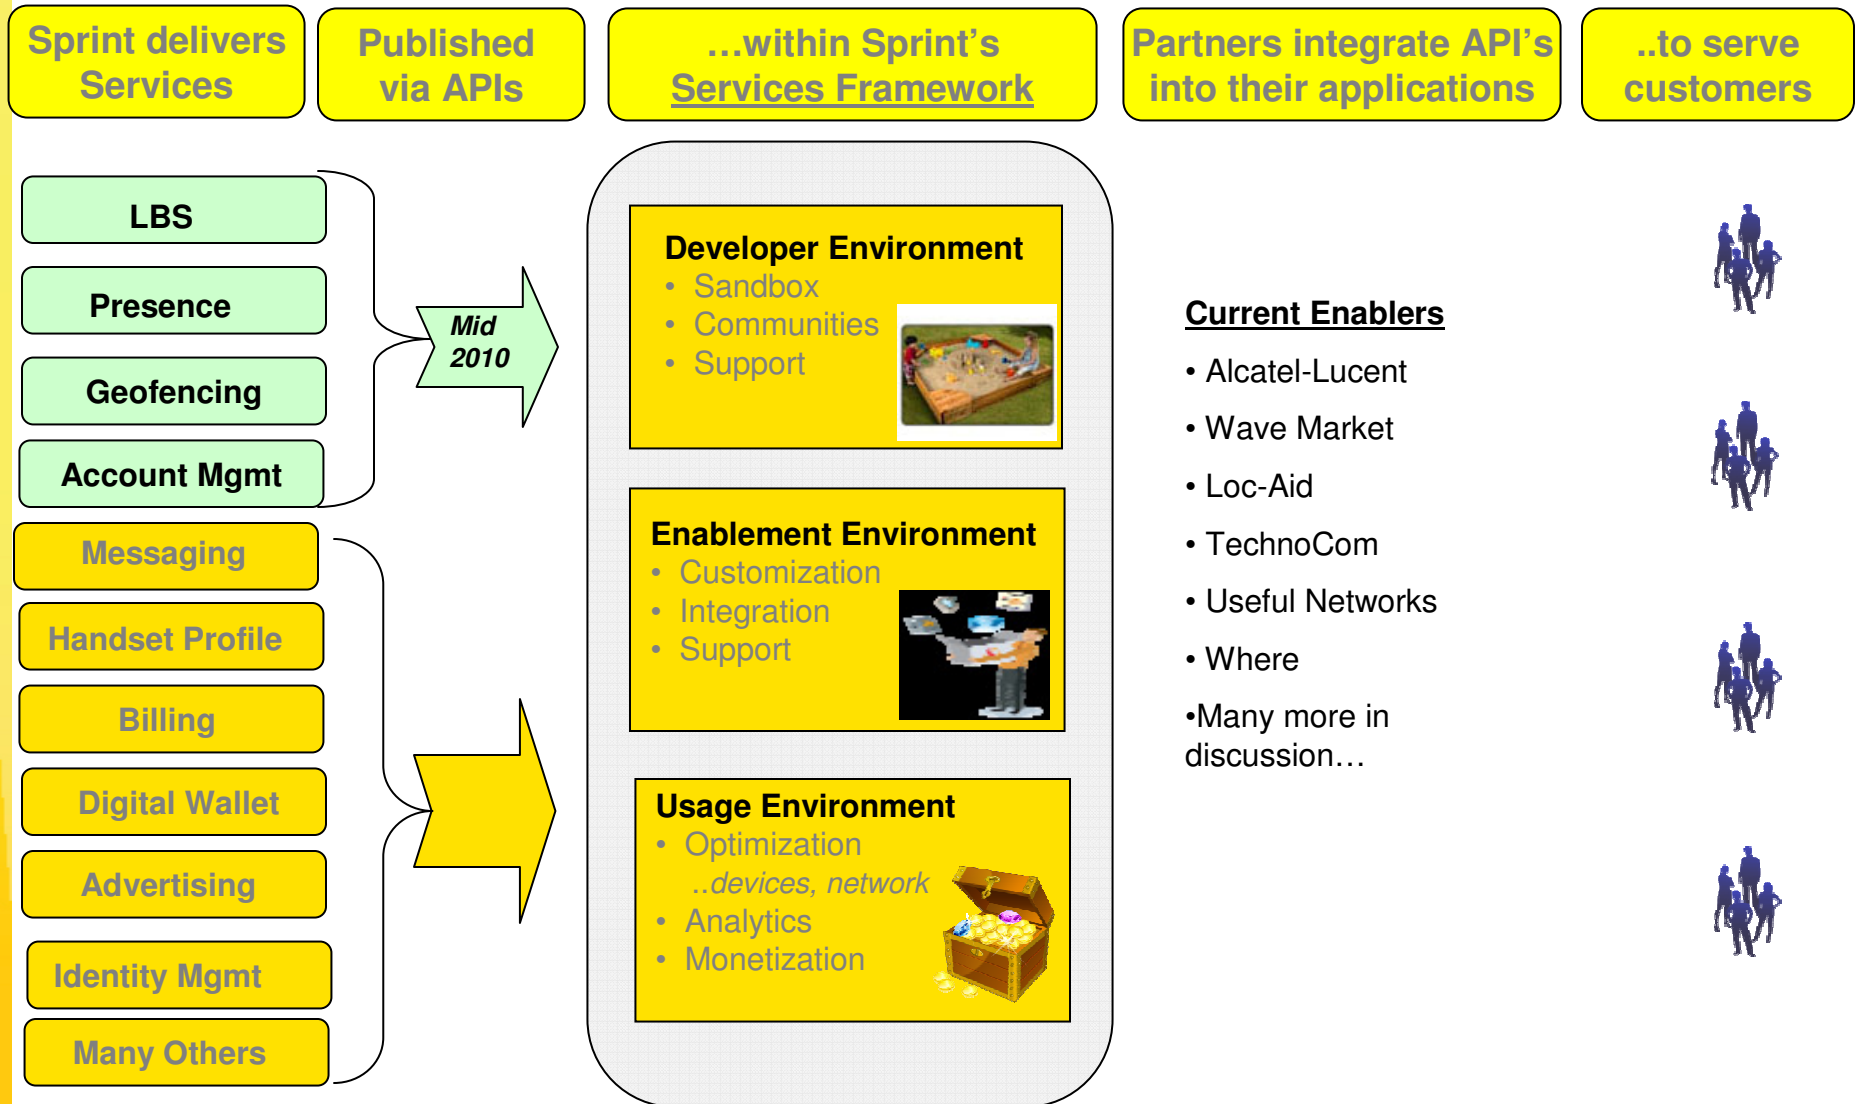 Sprint delivers
Services
Published
via APIs
…within Sprint's
Services Framework
Partners integrate API's
into their applications
..to serve
customers
LBS
Presence
Geofencing
Account Mgmt
Messaging
Handset Profile
Billing
Digital Wallet
Advertising
Identity Mgmt
Many Others
Mid
2010
Developer Environment
• Sandbox
• Communities
• Support
Enablement Environment
• Customization
• Integration
• Support
Usage Environment
• Optimization
..devices, network
• Analytics
• Monetization
Current Enablers
• Alcatel-Lucent
• Wave Market
• Loc-Aid
• TechnoCom
• Useful Networks
• Where
•Many more in
discussion…